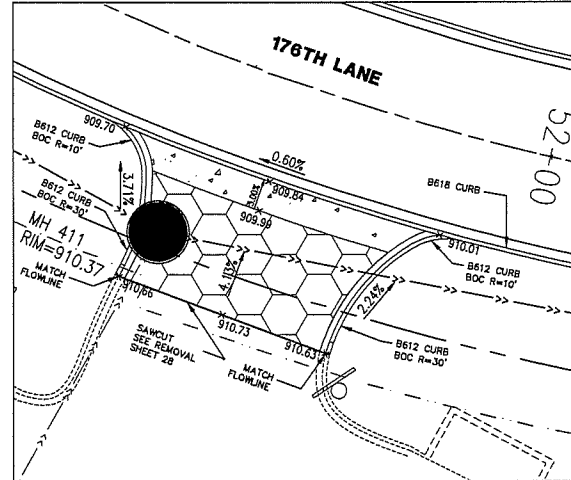 176TH LANE
52+00
909.70
B612 CURB
BOC R=10'
0.60%
B618 CURB
3.71%
3.00%
909.84
B612 CURB
BOC R=30'
909.99
910.01
MH 411
RIM=910.37
B612 CURB
BOC R=10'
MATCH
FLOWLINE
4.13%
2.24%
910.66
910.73
910.63
B612 CURB
BOC R=30'
SAWCUT
SEE REMOVAL
SHEET 28
MATCH
FLOWLINE